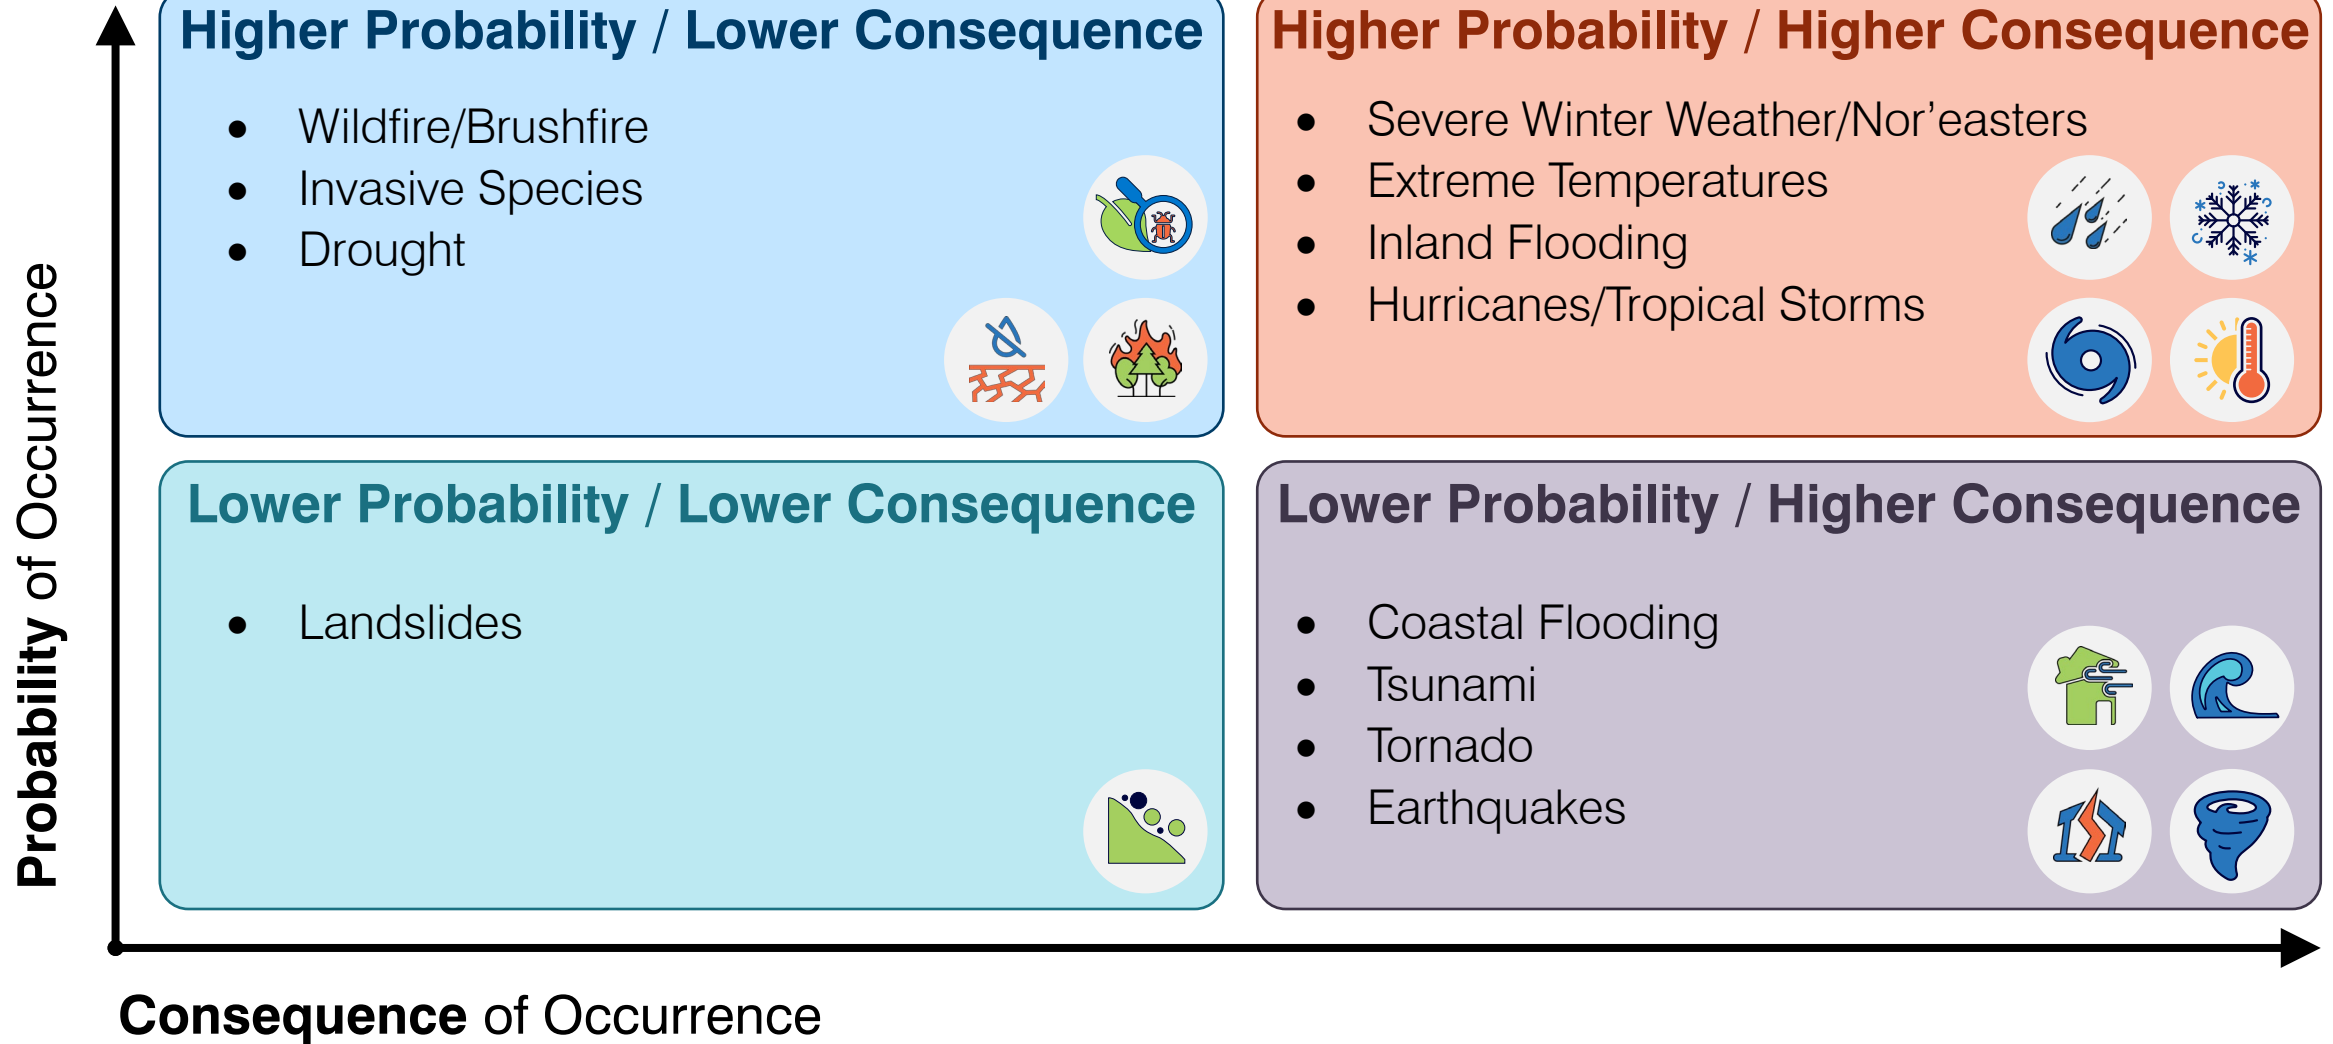 Higher Probability / Lower Consequence
• Wildfire/Brushfire
• Invasive Species
• Drought
Higher Probability / Higher Consequence
• Severe Winter Weather/Nor’easters
• Extreme Temperatures
• Inland Flooding
• Hurricanes/Tropical Storms
Lower Probability / Lower Consequence
• Landslides
Lower Probability / Higher Consequence
• Coastal Flooding
• Tsunami
• Tornado
• Earthquakes
Probability of Occurrence
Consequence of Occurrence